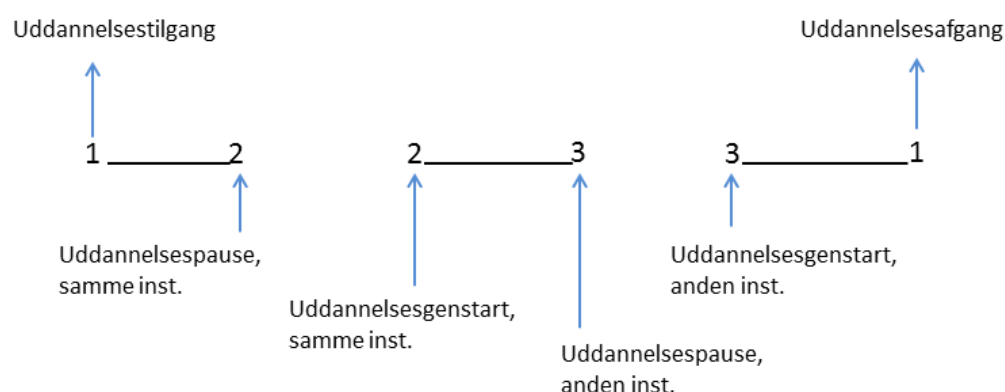 Uddannelsestilgang
Uddannelsesafgang
1 2 2 3 3 1
Uddannelsespause,
samme inst.
Uddannelsesgenstart,
samme inst.
Uddannelsespause,
anden inst.
Uddannelsesgenstart,
anden inst.